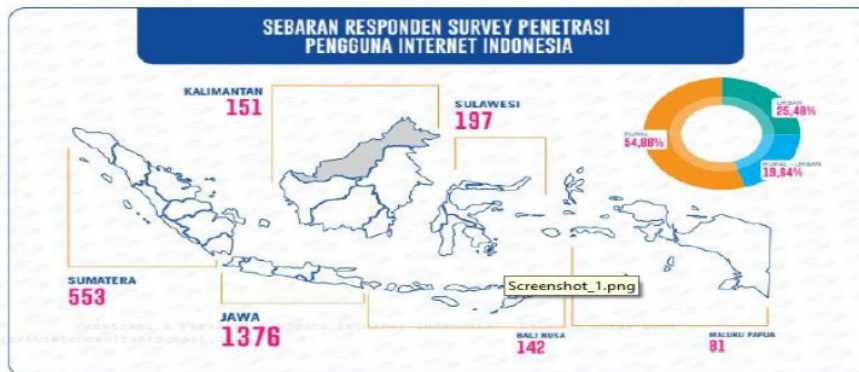 SEBARAN RESPONDEN SURVEY PENETRASI
PENGGUNA INTERNET INDONESIA
KALIMANTAN
151
SULAWESI
197
URBAN
25,48%
RURAL
54,68%
RURAL - URBAN
19,84%
SUMATERA
553
JAWA
1376
Screenshot_1.png
BALI NUSA
142
MALUKU PAPUA
81